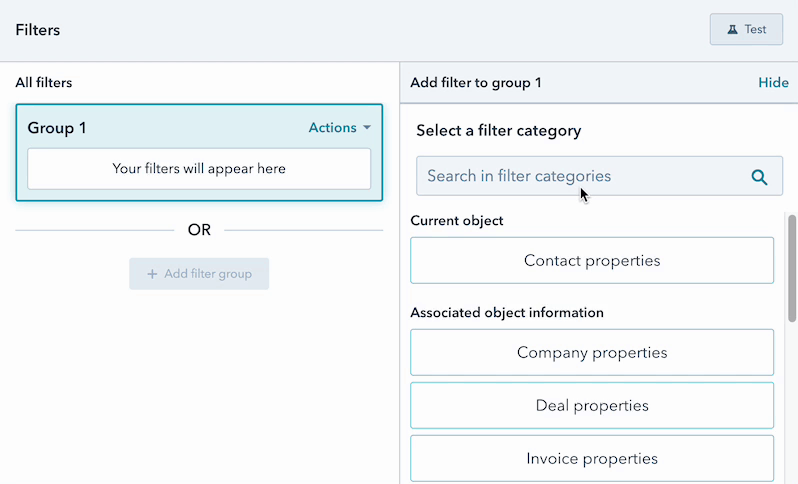 Filters
Test
All filters
Group 1
Actions
Your filters will appear here
OR
+ Add filter group
Add filter to group 1
Hide
Select a filter category
Search in filter categories
Current object
Contact properties
Associated object information
Company properties
Deal properties
Invoice properties